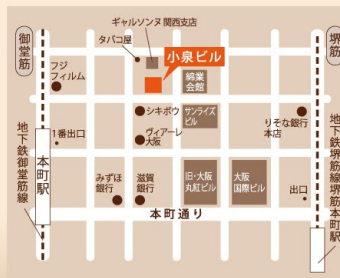 ギャルソンヌ関西支店
タバコ屋
小泉ビル
御堂筋
堺筋
フジ
フィルム
綿業
会館
シキボウ
サンライズ
ビル
りそな銀行
本店
ヴィアーレ
大阪
1番出口
地下鉄御堂筋線
本町駅
地下鉄堺筋線堺筋本町駅
みずほ
銀行
滋賀
銀行
旧・大阪
丸紅ビル
大阪
国際ビル
出口
本町通り